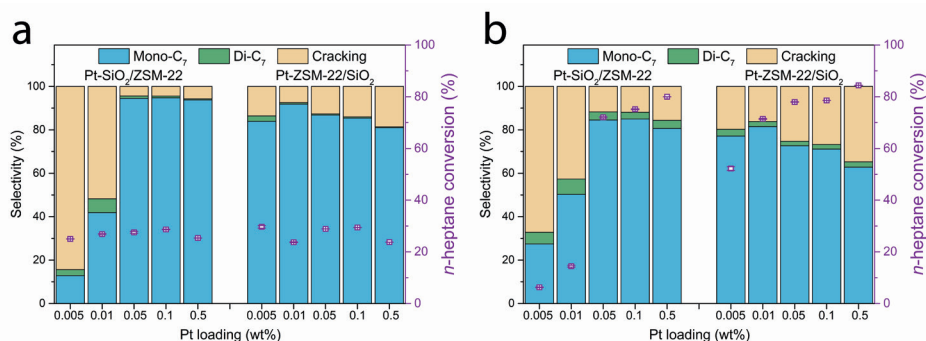 a
Mono-C7 Di-C7 Cracking
Pt-SiO2/ZSM-22 Pt-ZSM-22/SiO2
100
80
60
40
20
0
Selectivity (%)
100
80
60
40
20
0
n-heptane conversion (%)
0.005 0.01 0.05 0.1 0.5 0.005 0.01 0.05 0.1 0.5
Pt loading (wt%)
b
Mono-C7 Di-C7 Cracking
Pt-SiO2/ZSM-22 Pt-ZSM-22/SiO2
100
80
60
40
20
0
Selectivity (%)
100
80
60
40
20
0
n-heptane conversion (%)
0.005 0.01 0.05 0.1 0.5 0.005 0.01 0.05 0.1 0.5
Pt loading (wt%)